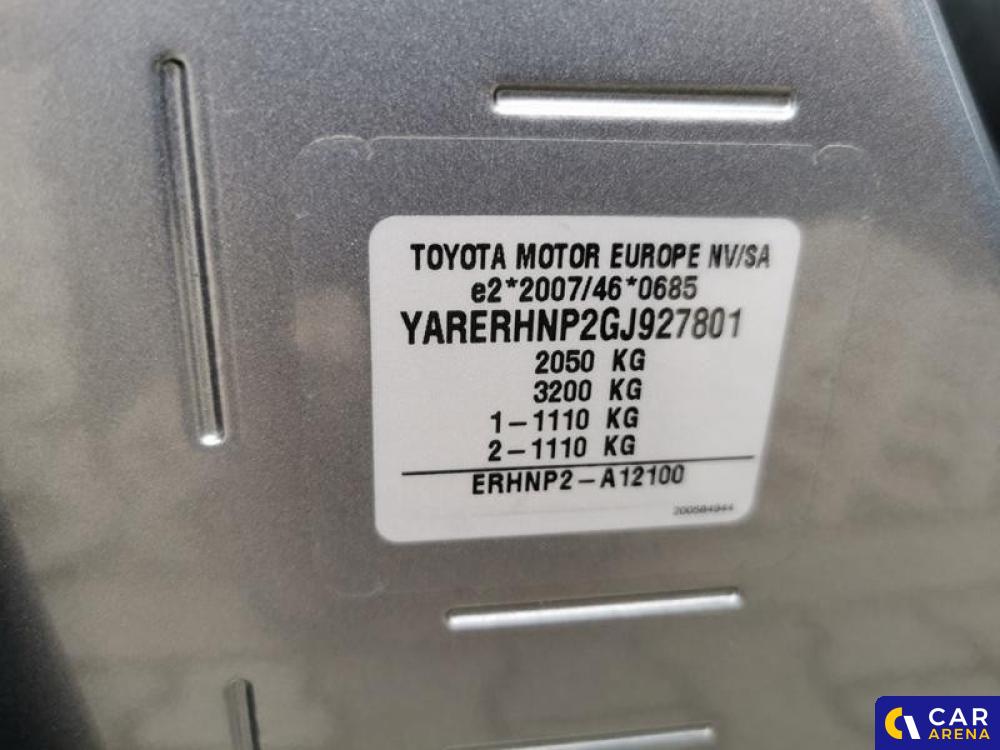 TOYOTA MOTOR EUROPE NV/SA
e2*2007/46*0685
YARERHNP2GJ927801
2050 KG
3200 KG
1-1110 KG
2-1110 KG
ERHNP2-A12100
200584944
CAR
ARENA